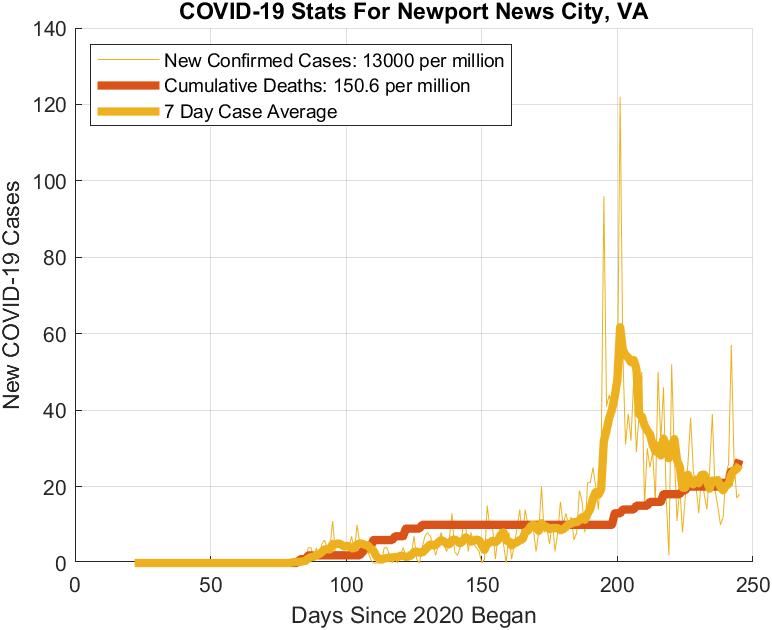 COVID-19 Stats For Newport News City, VA
New Confirmed Cases: 13000 per million
Cumulative Deaths: 150.6 per million
7 Day Case Average
New COVID-19 Cases
140
120
100
80
60
40
20
0
0 50 100 150 200 250
Days Since 2020 Began